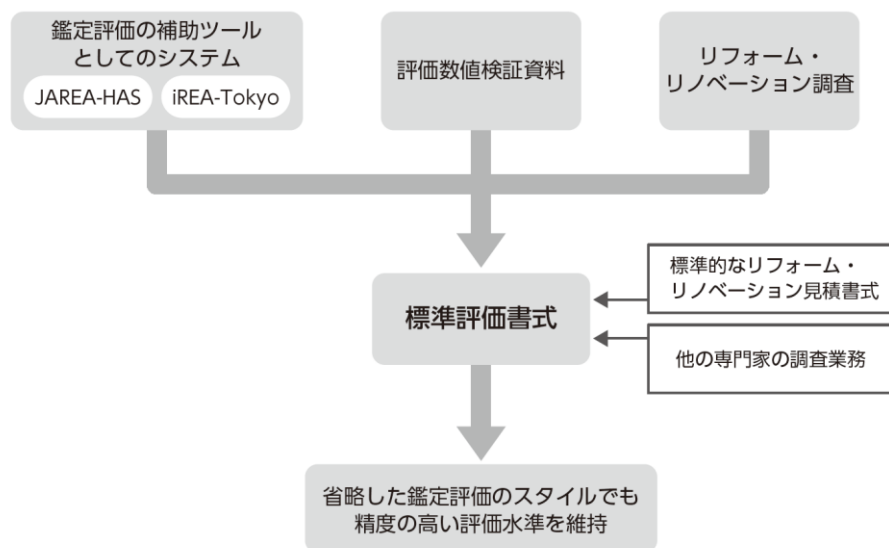 鑑定評価の補助ツール
としてのシステム
JAREA-HAS
iREA-Tokyo
評価数値検証資料
リフォーム・
リノベーション調査
標準評価書式
標準的なリフォーム・
リノベーション見積書式
他の専門家の調査業務
省略した鑑定評価のスタイルでも
精度の高い評価水準を維持